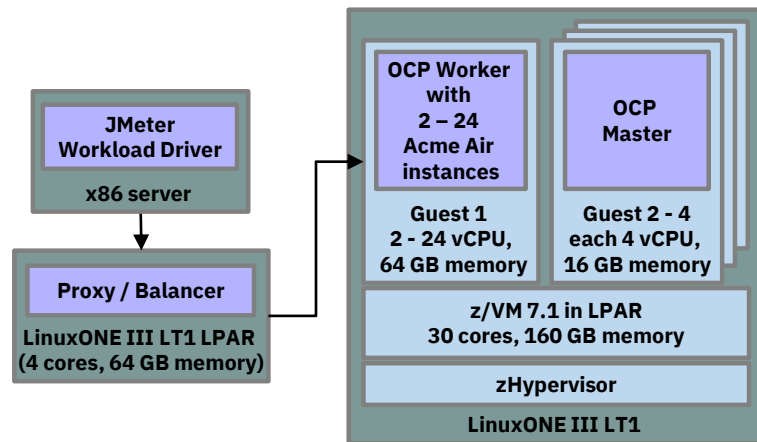 JMeter
Workload Driver
x86 server
Proxy / Balancer
LinuxONE III LT1 LPAR
(4 cores, 64 GB memory)
OCP Worker
with
2 – 24
Acme Air
instances
Guest 1
2 - 24 vCPU,
64 GB memory
OCP
Master
Guest 2 - 4
each 4 vCPU,
16 GB memory
z/VM 7.1 in LPAR
30 cores, 160 GB memory
zHypervisor
LinuxONE III LT1